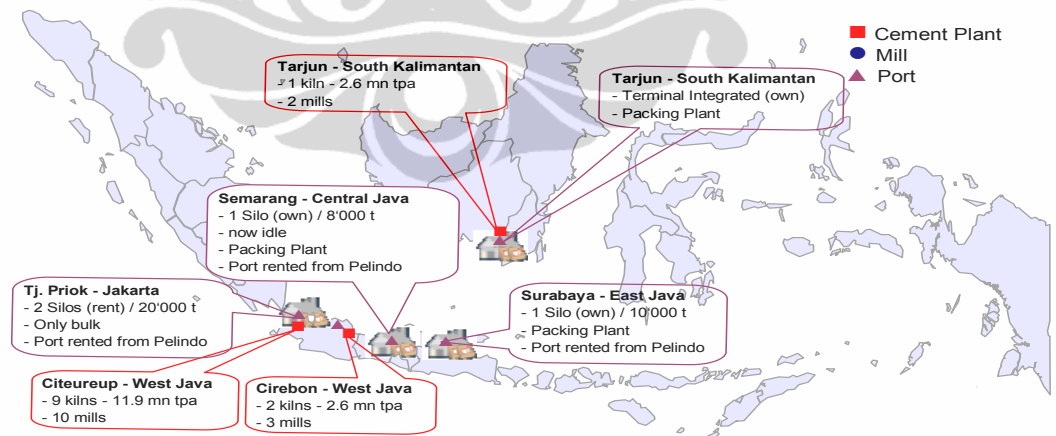 Cement Plant
Mill
Port
Tarjun - South Kalimantan
- 1 kiln - 2.6 mn tpa
- 2 mills
Tarjun - South Kalimantan
- Terminal Integrated (own)
- Packing Plant
Semarang - Central Java
- 1 Silo (own) / 8'000 t
- now idle
- Packing Plant
- Port rented from Pelindo
Tj. Priok - Jakarta
- 2 Silos (rent) / 20'000 t
- Only bulk
- Port rented from Pelindo
Surabaya - East Java
- 1 Silo (own) / 10'000 t
- Packing Plant
- Port rented from Pelindo
Citeureup - West Java
- 9 kilns - 11.9 mn tpa
- 10 mills
Cirebon - West Java
- 2 kilns - 2.6 mn tpa
- 3 mills